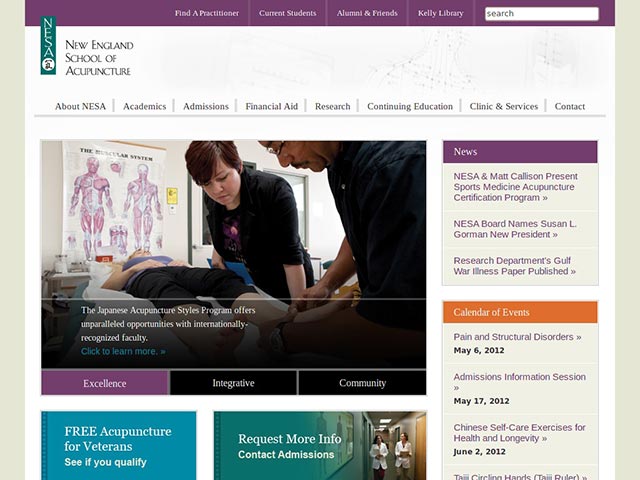 Find A Practitioner
Current Students
Alumni & Friends
Kelly Library
search
NESA
New England
School of
Acupuncture
About NESA
Academics
Admissions
Financial Aid
Research
Continuing Education
Clinic & Services
Contact
THE MUSCULAR SYSTEM
The Japanese Acupuncture Styles Program offers
unparalleled opportunities with internationally-
recognized faculty.
Click to learn more. »
Excellence
Integrative
Community
FREE Acupuncture
for Veterans
See if you qualify
Request More Info
Contact Admissions
News
NESA & Matt Callison Present
Sports Medicine Acupuncture
Certification Program »
NESA Board Names Susan L.
Gorman New President »
Research Department's Gulf
War Illness Paper Published »
Calendar of Events
Pain and Structural Disorders »
May 6, 2012
Admissions Information Session
»
May 17, 2012
Chinese Self-Care Exercises for
Health and Longevity »
June 2, 2012
Taiji Circling Hands (Taiji Ruler) »